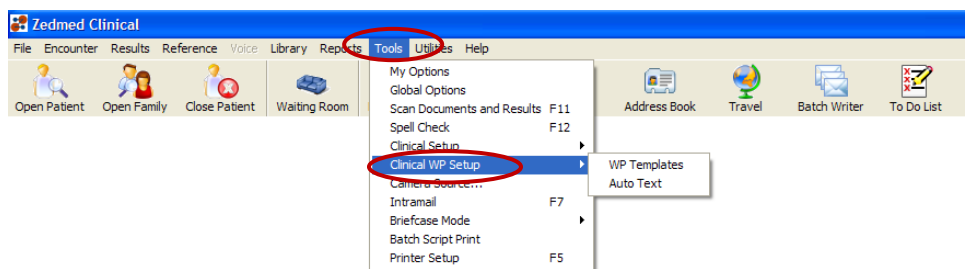 Zedmed Clinical
File Encounter Results Reference Voice Library Reports Tools Utilities Help
Open Patient Open Family Close Patient Waiting Room Address Book Travel Batch Writer To Do List
My Options
Global Options
Scan Documents and Results F11
Spell Check F12
Clinical Setup
Clinical WP Setup
WP Templates
Auto Text
Camera Source...
Intramail F7
Briefcase Mode
Batch Script Print
Printer Setup F5